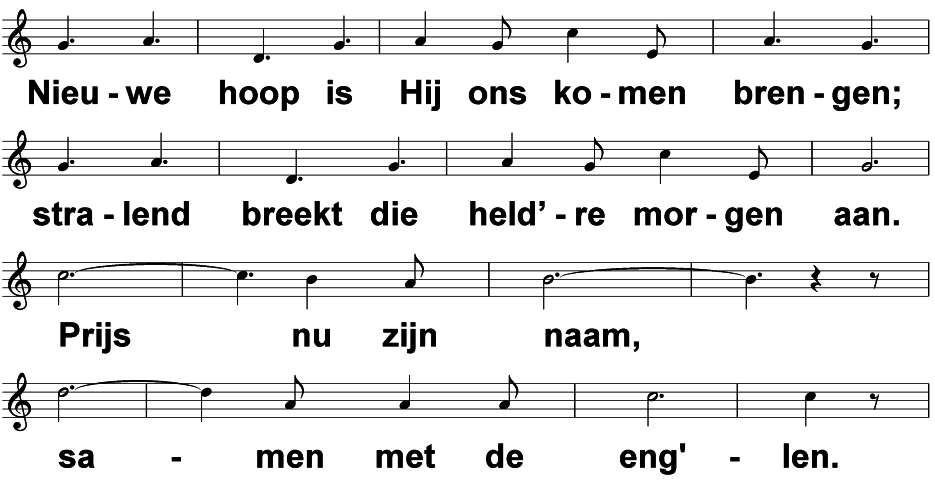 Nieu - we hoop is Hij ons ko - men bren - gen;
stra - lend breekt die held’ - re mor - gen aan.
Prijs nu zijn naam,
sa - men met de eng' - len.